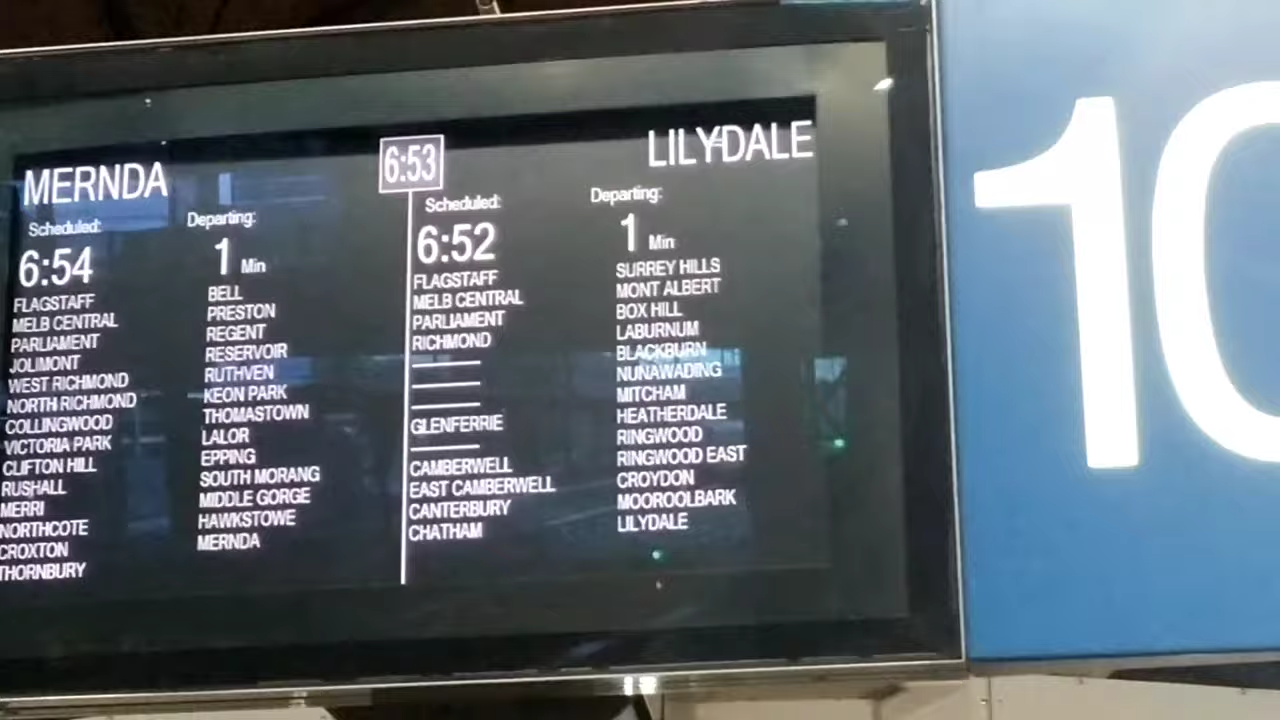 MERNDA
Scheduled:
6:54
Departing:
1 Min
FLAGSTAFF
MELB CENTRAL
PARLIAMENT
JOLIMONT
WEST RICHMOND
NORTH RICHMOND
COLLINGWOOD
VICTORIA PARK
CLIFTON HILL
RUSHALL
MERRI
NORTHCOTE
CROXTON
THORNBURY
BELL
PRESTON
REGENT
RESERVOIR
RUTHVEN
KEON PARK
THOMASTOWN
LALOR
EPPING
SOUTH MORANG
MIDDLE GORGE
HAWKSTOWE
MERNDA
6:53
LILYDALE
Scheduled:
6:52
Departing:
1 Min
FLAGSTAFF
MELB CENTRAL
PARLIAMENT
RICHMOND
GLENFERRIE
CAMBERWELL
EAST CAMBERWELL
CANTERBURY
CHATHAM
SURREY HILLS
MONT ALBERT
BOX HILL
LABURNUM
BLACKBURN
NUNAWADING
MITCHAM
HEATHERDALE
RINGWOOD
RINGWOOD EAST
CROYDON
MOOROOLBARK
LILYDALE
10